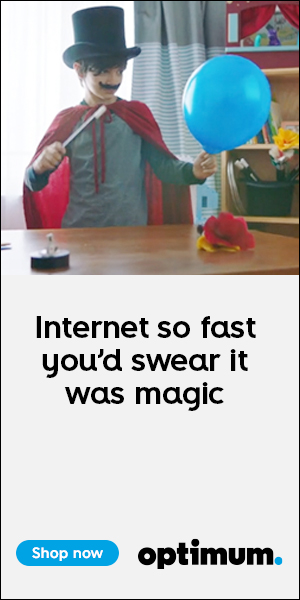 Internet so fast
you'd swear it
was magic
Shop now
optimum.